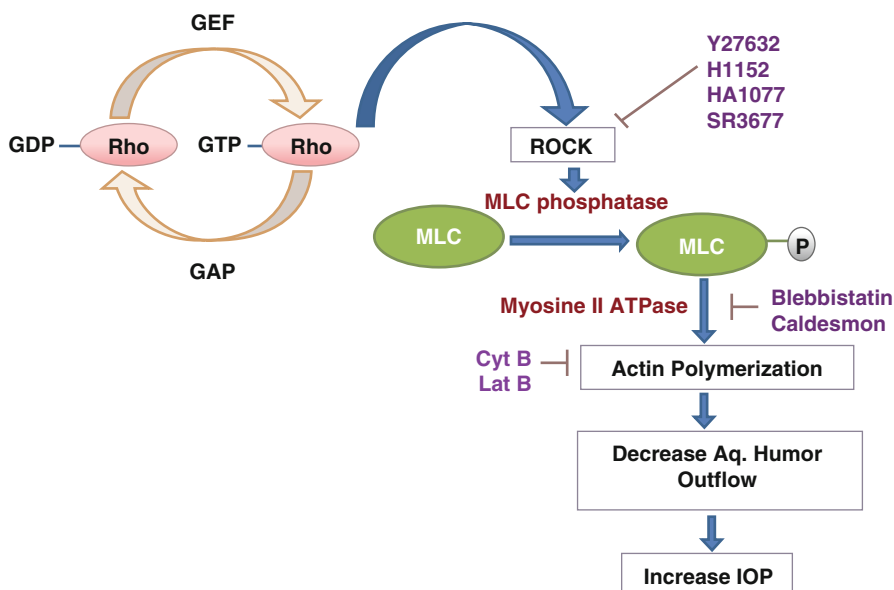 GEF
GDP
Rho
GTP
Rho
GAP
Y27632
H1152
HA1077
SR3677
ROCK
MLC phosphatase
MLC
MLC
P
Myosine II ATPase
Blebbistatin
Caldesmon
Cyt B
Lat B
Actin Polymerization
Decrease Aq. Humor
Outflow
Increase IOP